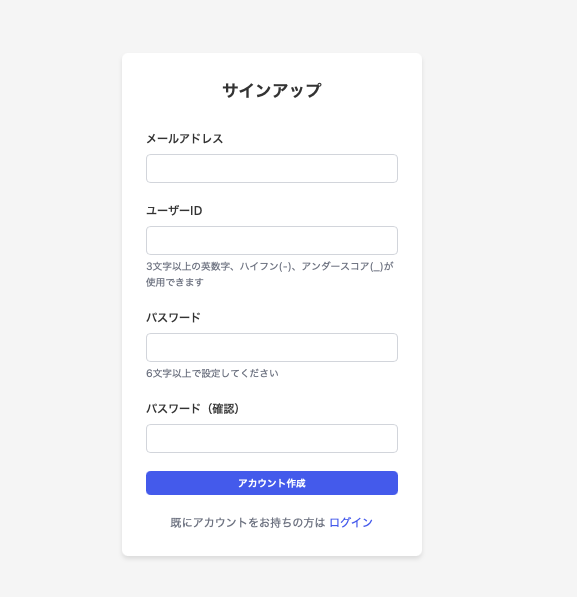 サインアップ
メールアドレス
ユーザーID
3文字以上の英数字、ハイフン(-)、アンダースコア(_)が
使用できます
パスワード
6文字以上で設定してください
パスワード（確認）
アカウント作成
既にアカウントをお持ちの方は ログイン